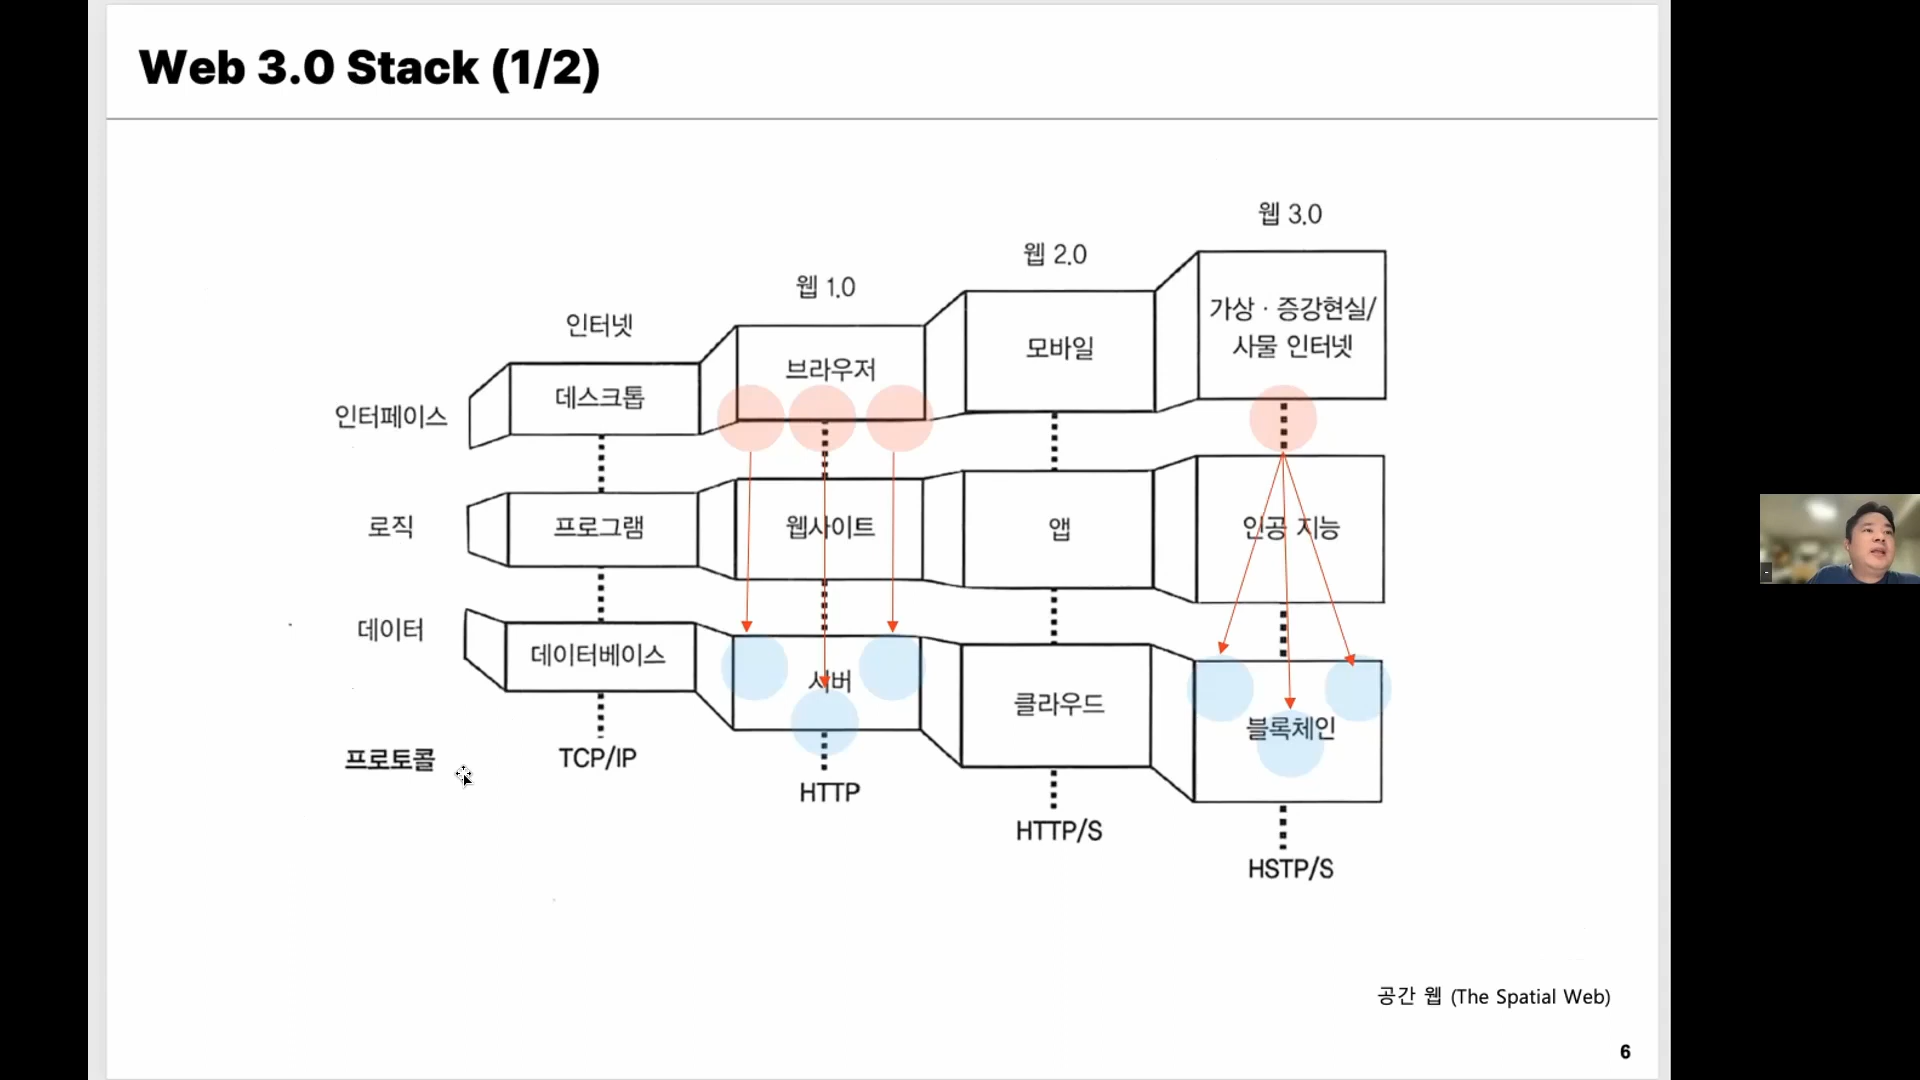 Web 3.0 Stack (1/2)
웹 3.0
웹 2.0
웹 1.0
인터넷
가상 · 증강현실/
사물 인터넷
모바일
브라우저
데스크톱
인터페이스
로직
프로그램
웹사이트
앱
인공 지능
데이터
데이터베이스
서버
클라우드
블록체인
프로토콜
TCP/IP
HTTP
HTTP/S
HSTP/S
공간 웹 (The Spatial Web)
6